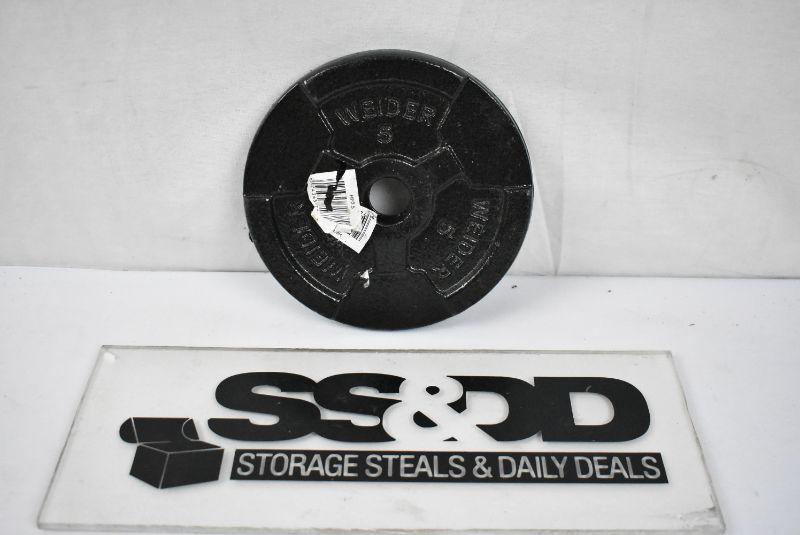 WEIDER
5
WEIDER
5
WEIDER
SS&DD
STORAGE STEALS & DAILY DEALS